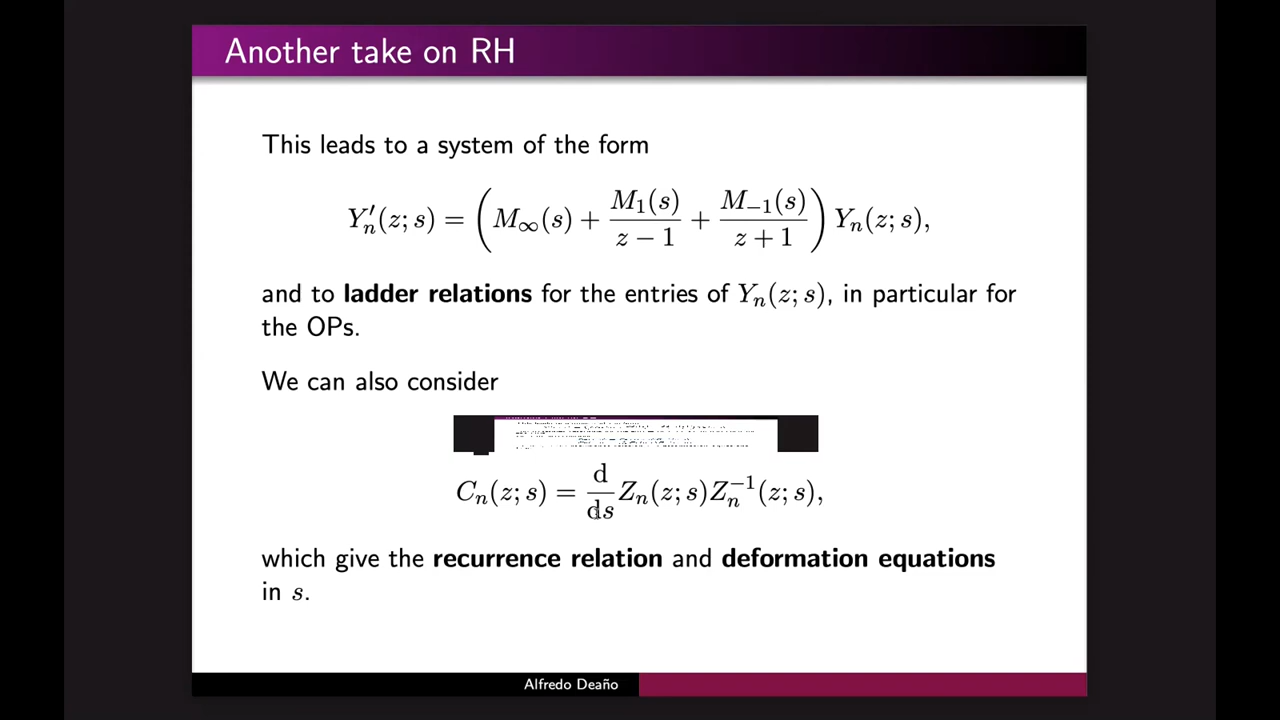 Another take on RH
This leads to a system of the form
Y′ₙ(z; s) = (M∞(s) + M₁(s)/(z − 1) + M₋₁(s)/(z + 1)) Yₙ(z; s),
and to ladder relations for the entries of Yₙ(z; s), in particular for
the OPs.
We can also consider
Cₙ(z; s) = d/ds Zₙ(z; s)Zₙ⁻¹(z; s),
which give the recurrence relation and deformation equations
in s.
Alfredo Deaño